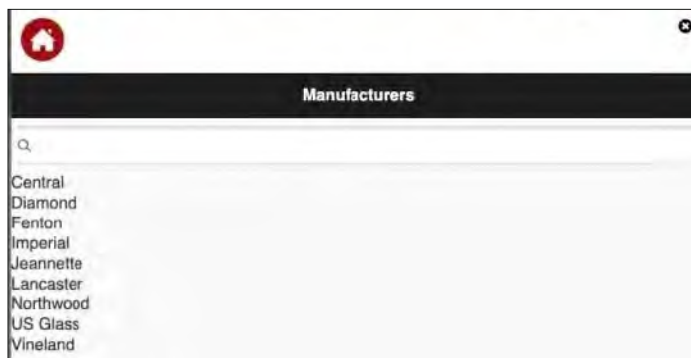 Manufacturers
Central
Diamond
Fenton
Imperial
Jeannette
Lancaster
Northwood
US Glass
Vineland